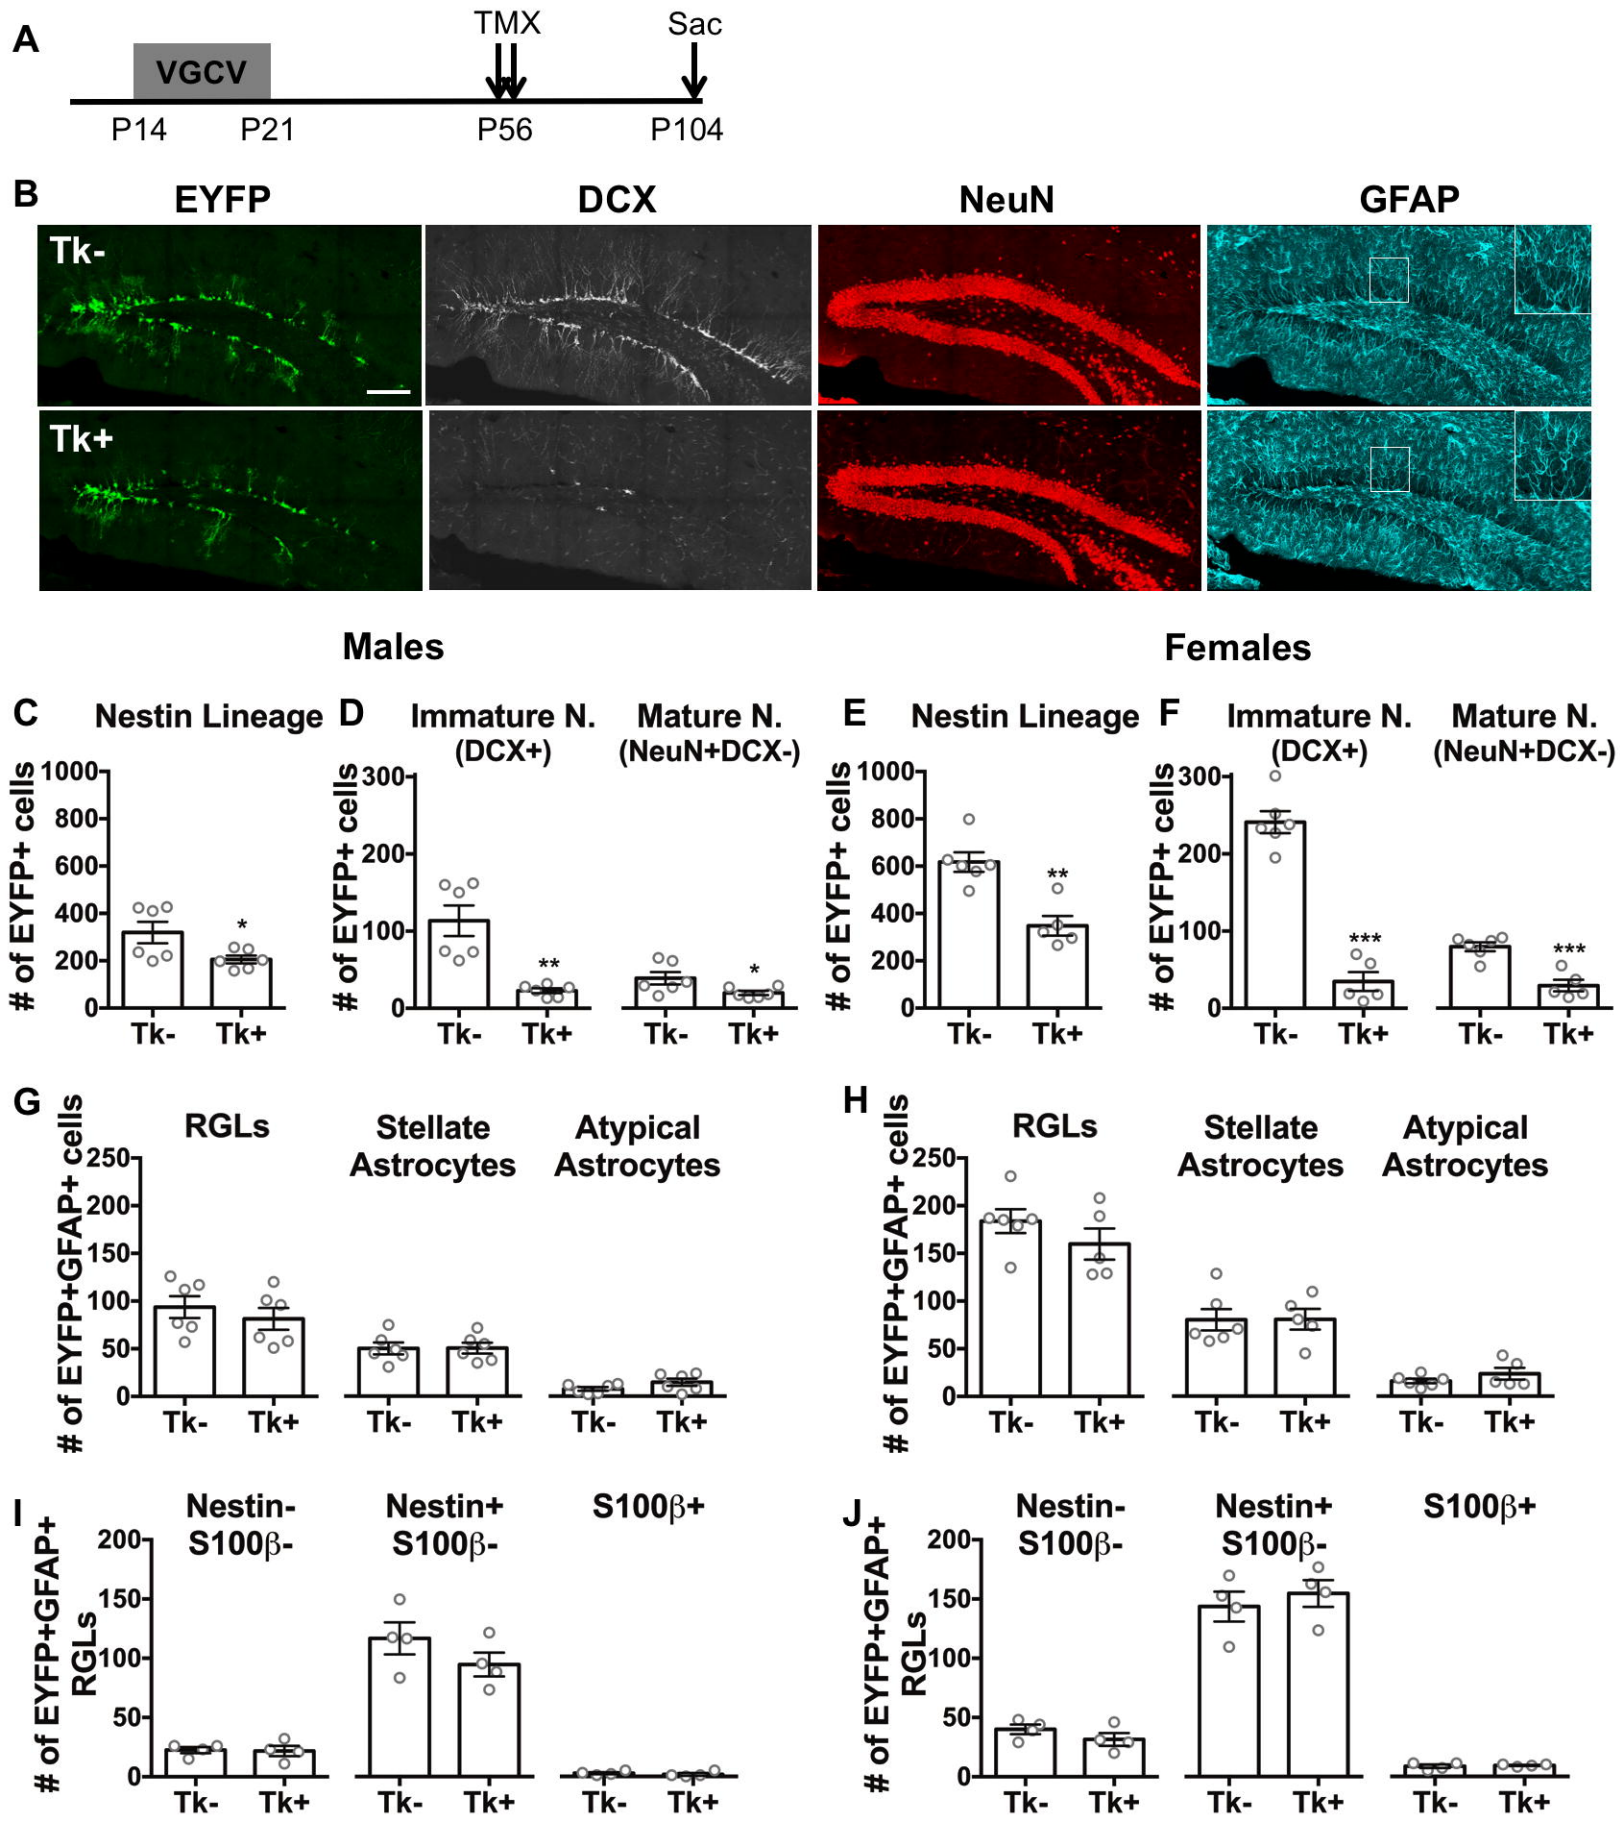 A
TMX
Sac
VGCV
P14
P21
P56
P104
B
EYFP
DCX
NeuN
GFAP
Tk-
Tk+
Males
Females
C
Nestin Lineage
D
Immature N.
(DCX+)
Mature N.
(NeuN+DCX-)
E
Nestin Lineage
F
Immature N.
(DCX+)
Mature N.
(NeuN+DCX-)
# of EYFP+ cells
1000
800
600
400
200
0
*
Tk-
Tk+
# of EYFP+ cells
300
200
100
0
**
*
Tk-
Tk+
Tk-
Tk+
# of EYFP+ cells
1000
800
600
400
200
0
**
Tk-
Tk+
# of EYFP+ cells
300
200
100
0
***
***
Tk-
Tk+
Tk-
Tk+
G
# of EYFP+GFAP+ cells
RGLs
Stellate
Astrocytes
Atypical
Astrocytes
250
200
150
100
50
0
Tk-
Tk+
Tk-
Tk+
Tk-
Tk+
H
# of EYFP+GFAP+ cells
RGLs
Stellate
Astrocytes
Atypical
Astrocytes
250
200
150
100
50
0
Tk-
Tk+
Tk-
Tk+
Tk-
Tk+
I
# of EYFP+GFAP+
RGLs
Nestin-
S100β-
Nestin+
S100β-
S100β+
200
150
100
50
0
Tk-
Tk+
Tk-
Tk+
Tk-
Tk+
J
# of EYFP+GFAP+
RGLs
Nestin-
S100β-
Nestin+
S100β-
S100β+
200
150
100
50
0
Tk-
Tk+
Tk-
Tk+
Tk-
Tk+